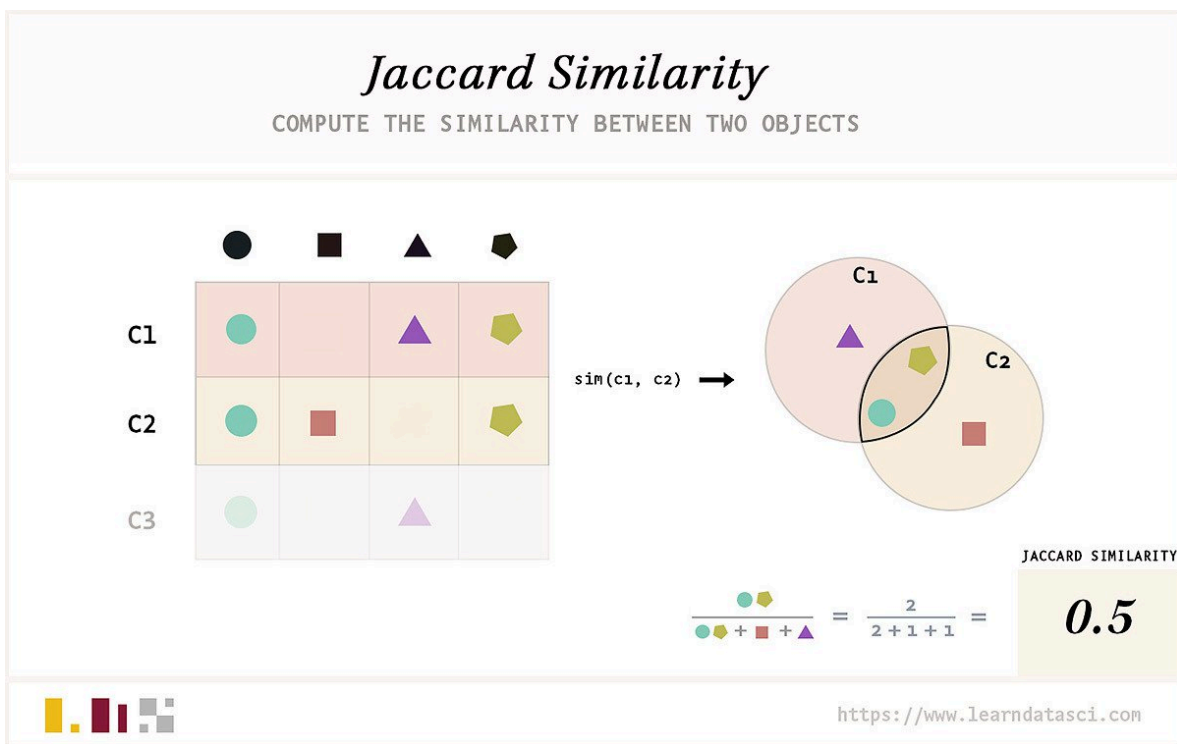 Jaccard Similarity
COMPUTE THE SIMILARITY BETWEEN TWO OBJECTS
C1
C2
C3
sim(C1, C2)
C1
C2
+ +
=
2
2 + 1 + 1
=
JACCARD SIMILARITY
0.5
https://www.learndatasci.com